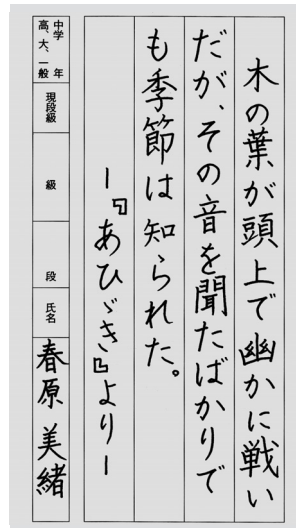 木の葉が頭上で幽かに戦い
だが、その音を聞たばかりで
も季節は知られた。
ー『あひゞき』よりー
中学　年
高、大、一般
現段級
級
段
氏名
春原美緒